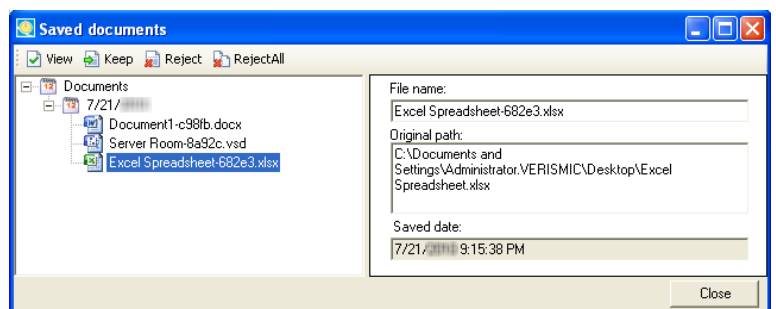 Saved documents
View Keep Reject RejectAll
Documents
7/21/
Document1-c98fb.docx
Server Room-8a92c.vsd
Excel Spreadsheet-682e3.xlsx
File name:
Excel Spreadsheet-682e3.xlsx
Original path:
C:\Documents and
Settings\Administrator.VERISMIC\Desktop\Excel
Spreadsheet.xlsx
Saved date:
7/21/ 9:15:38 PM
Close